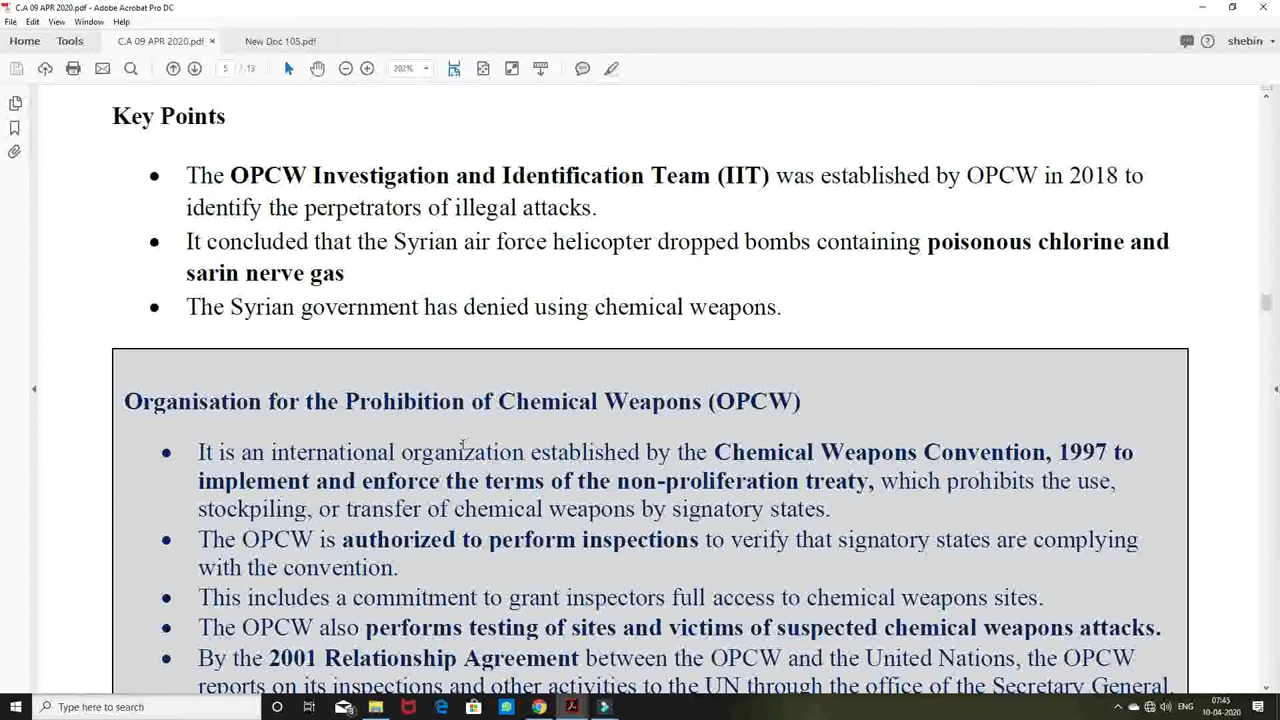 C.A 09 APR 2020.pdf - Adobe Acrobat Pro DC
File Edit View Window Help
Home Tools C.A 09 APR 2020.pdf × New Doc 105.pdf shebin
5 / 13 202%
Key Points
• The OPCW Investigation and Identification Team (IIT) was established by OPCW in 2018 to
identify the perpetrators of illegal attacks.
• It concluded that the Syrian air force helicopter dropped bombs containing poisonous chlorine and
sarin nerve gas
• The Syrian government has denied using chemical weapons.
Organisation for the Prohibition of Chemical Weapons (OPCW)
• It is an international organization established by the Chemical Weapons Convention, 1997 to
implement and enforce the terms of the non-proliferation treaty, which prohibits the use,
stockpiling, or transfer of chemical weapons by signatory states.
• The OPCW is authorized to perform inspections to verify that signatory states are complying
with the convention.
• This includes a commitment to grant inspectors full access to chemical weapons sites.
• The OPCW also performs testing of sites and victims of suspected chemical weapons attacks.
• By the 2001 Relationship Agreement between the OPCW and the United Nations, the OPCW
reports on its inspections and other activities to the UN through the office of the Secretary General
Type here to search
ENG
07:45
10-04-2020